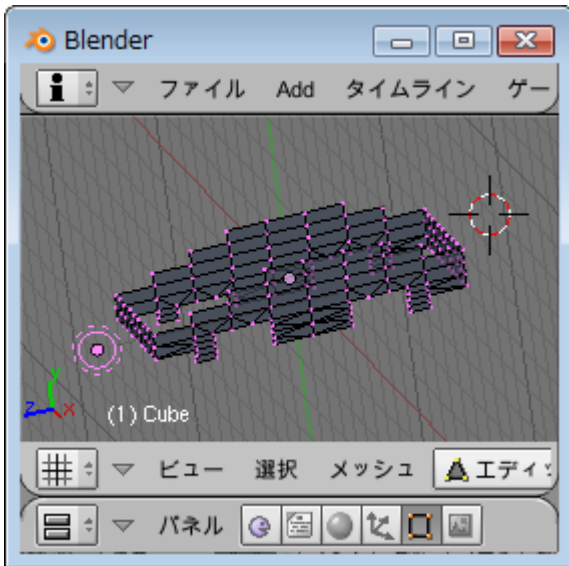 Blender
ファイル Add タイムライン ゲー
y
z x
(1) Cube
ビュー 選択 メッシュ エディ
パネル